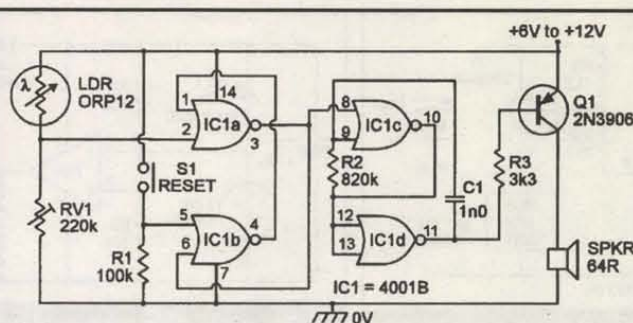 +6V to +12V
LDR
ORP12
λ
1
14
2
IC1a
3
8
9
IC1c
10
Q1
2N3906
S1
RESET
R2
820k
C1
1n0
R3
3k3
RV1
220k
5
6
IC1b
4
7
12
13
IC1d
11
R1
100k
SPKR
64R
IC1 = 4001B
0V